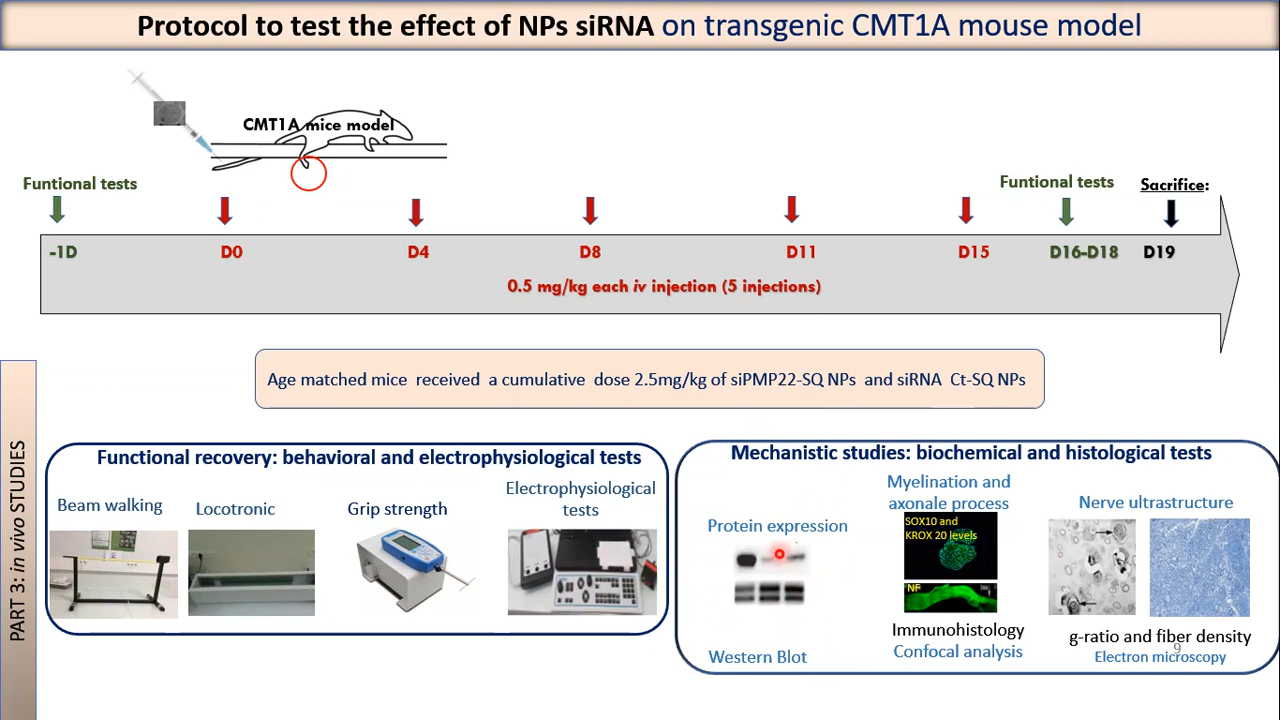 Protocol to test the effect of NPs siRNA on transgenic CMT1A mouse model
CMT1A mice model
Funtional tests
Funtional tests
Sacrifice:
-1D
D0
D4
D8
D11
D15
D16-D18
D19
0.5 mg/kg each iv injection (5 injections)
Age matched mice received a cumulative dose 2.5mg/kg of siPMP22-SQ NPs and siRNA Ct-SQ NPs
PART 3: in vivo STUDIES
Functional recovery: behavioral and electrophysiological tests
Beam walking
Locotronic
Grip strength
Electrophysiological
tests
Mechanistic studies: biochemical and histological tests
Protein expression
Western Blot
Myelination and
axonale process
SOX10 and
KROX 20 levels
NF
Immunohistology
Confocal analysis
Nerve ultrastructure
g-ratio and fiber density
Electron microscopy
9